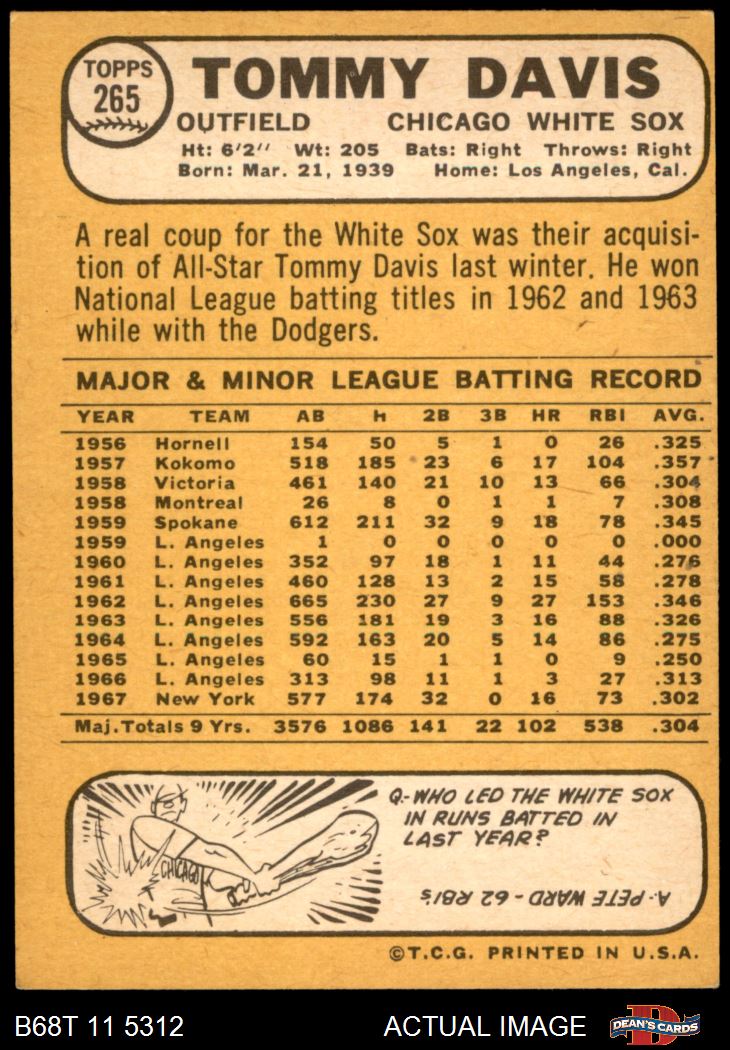 TOPPS
265
TOMMY DAVIS
OUTFIELD CHICAGO WHITE SOX
Ht: 6'2" Wt: 205 Bats: Right Throws: Right
Born: Mar. 21, 1939 Home: Los Angeles, Cal.
A real coup for the White Sox was their acquisi-
tion of All-Star Tommy Davis last winter. He won
National League batting titles in 1962 and 1963
while with the Dodgers.
MAJOR & MINOR LEAGUE BATTING RECORD
YEAR TEAM AB H 2B 3B HR RBI AVG.
1956 Hornell 154 50 5 1 0 26 .325
1957 Kokomo 518 185 23 6 17 104 .357
1958 Victoria 461 140 21 10 13 66 .304
1958 Montreal 26 8 0 1 1 7 .308
1959 Spokane 612 211 32 9 18 78 .345
1959 L. Angeles 1 0 0 0 0 0 .000
1960 L. Angeles 352 97 18 1 11 44 .276
1961 L. Angeles 460 128 13 2 15 58 .278
1962 L. Angeles 665 230 27 9 27 153 .346
1963 L. Angeles 556 181 19 3 16 88 .326
1964 L. Angeles 592 163 20 5 14 86 .275
1965 L. Angeles 60 15 1 1 0 9 .250
1966 L. Angeles 313 98 11 1 3 27 .313
1967 New York 577 174 32 0 16 73 .302
Maj. Totals 9 Yrs. 3576 1086 141 22 102 538 .304
CHICAGO
Q.-WHO LED THE WHITE SOX
IN RUNS BATTED IN
LAST YEAR?
A. PETE WARD - 62 RBI's
©T.C.G. PRINTED IN U.S.A.
B68T 11 5312 ACTUAL IMAGE DEAN'S CARDS